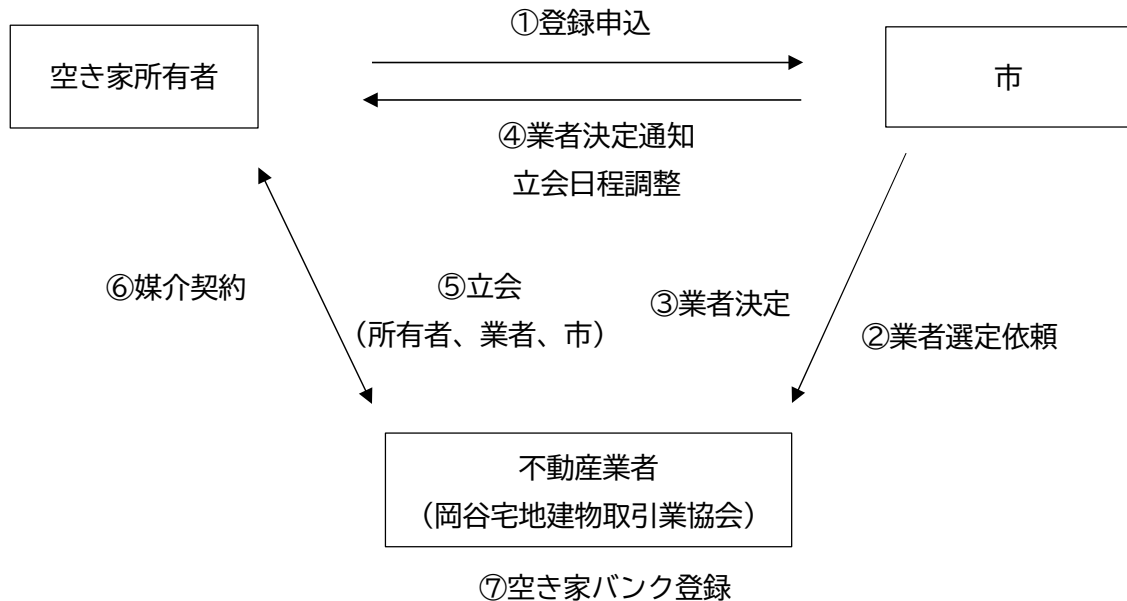 ①登録申込
空き家所有者
市
④業者決定通知
立会日程調整
⑥媒介契約
⑤立会
（所有者、業者、市）
③業者決定
②業者選定依頼
不動産業者
（岡谷宅地建物取引業協会）
⑦空き家バンク登録